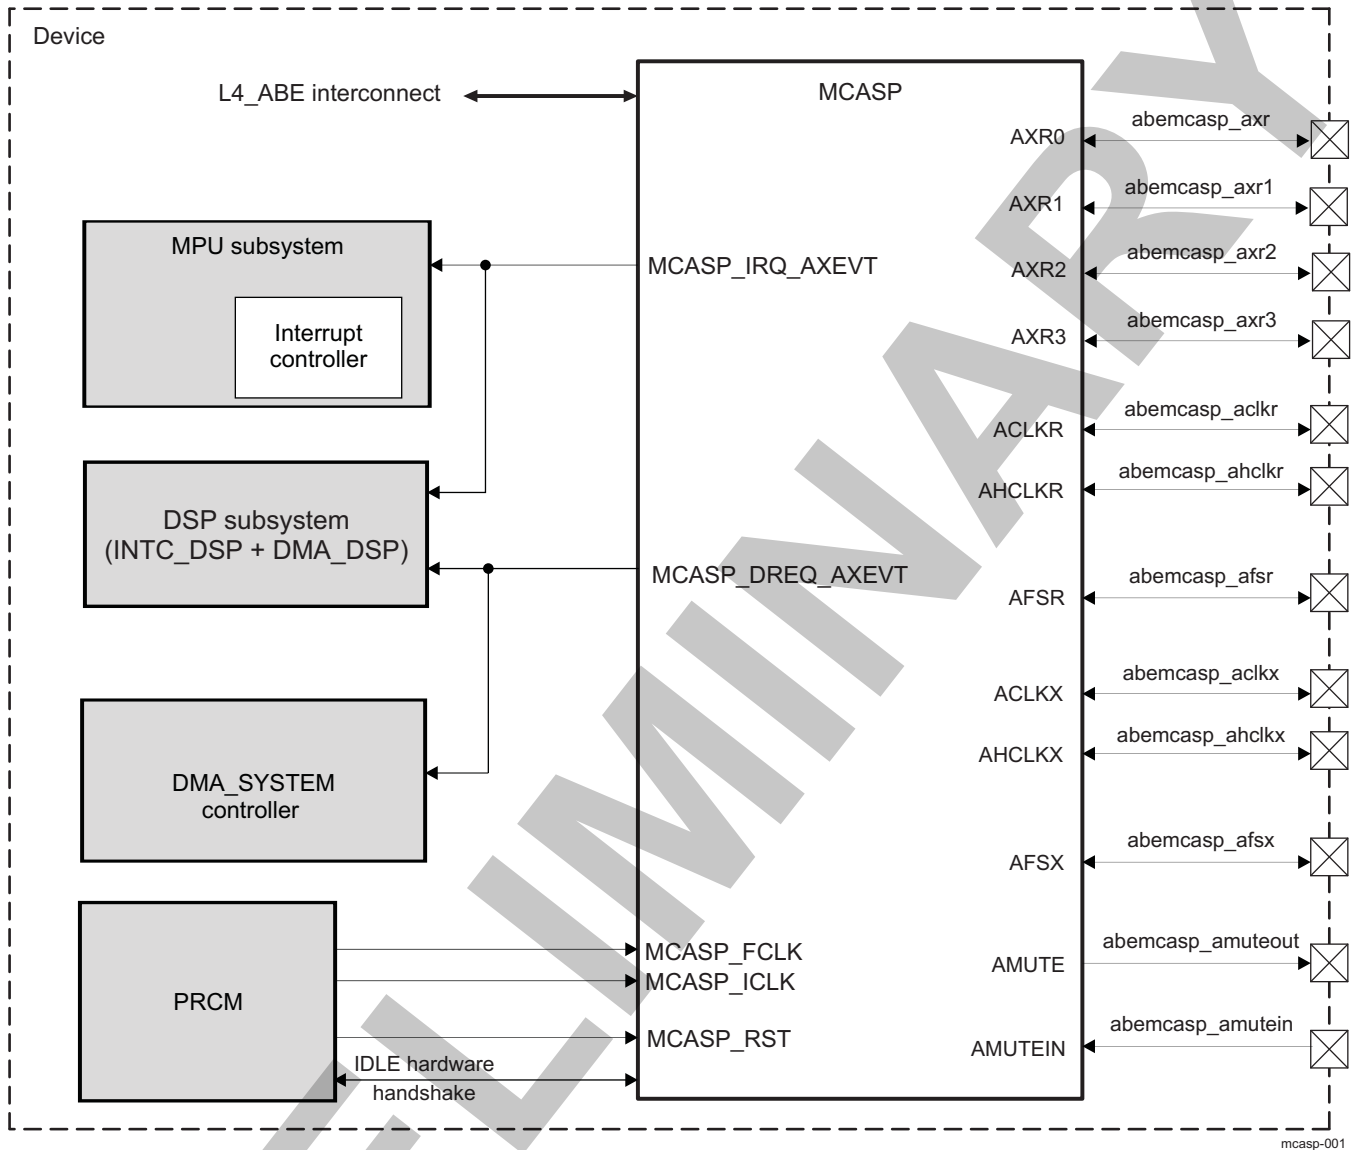 Device
L4_ABE interconnect
MCASP
MPU subsystem
Interrupt
controller
DSP subsystem
(INTC_DSP + DMA_DSP)
DMA_SYSTEM
controller
PRCM
IDLE hardware
handshake
MCASP_IRQ_AXEVT
MCASP_DREQ_AXEVT
MCASP_FCLK
MCASP_ICLK
MCASP_RST
AXR0
abemcasp_axr
AXR1
abemcasp_axr1
AXR2
abemcasp_axr2
AXR3
abemcasp_axr3
ACLKR
abemcasp_aclkr
AHCLKR
abemcasp_ahclkr
AFSR
abemcasp_afsr
ACLKX
abemcasp_aclkx
AHCLKX
abemcasp_ahclkx
AFSX
abemcasp_afsx
AMUTE
abemcasp_amuteout
AMUTEIN
abemcasp_amutein
mcasp-001
ELIMINARY